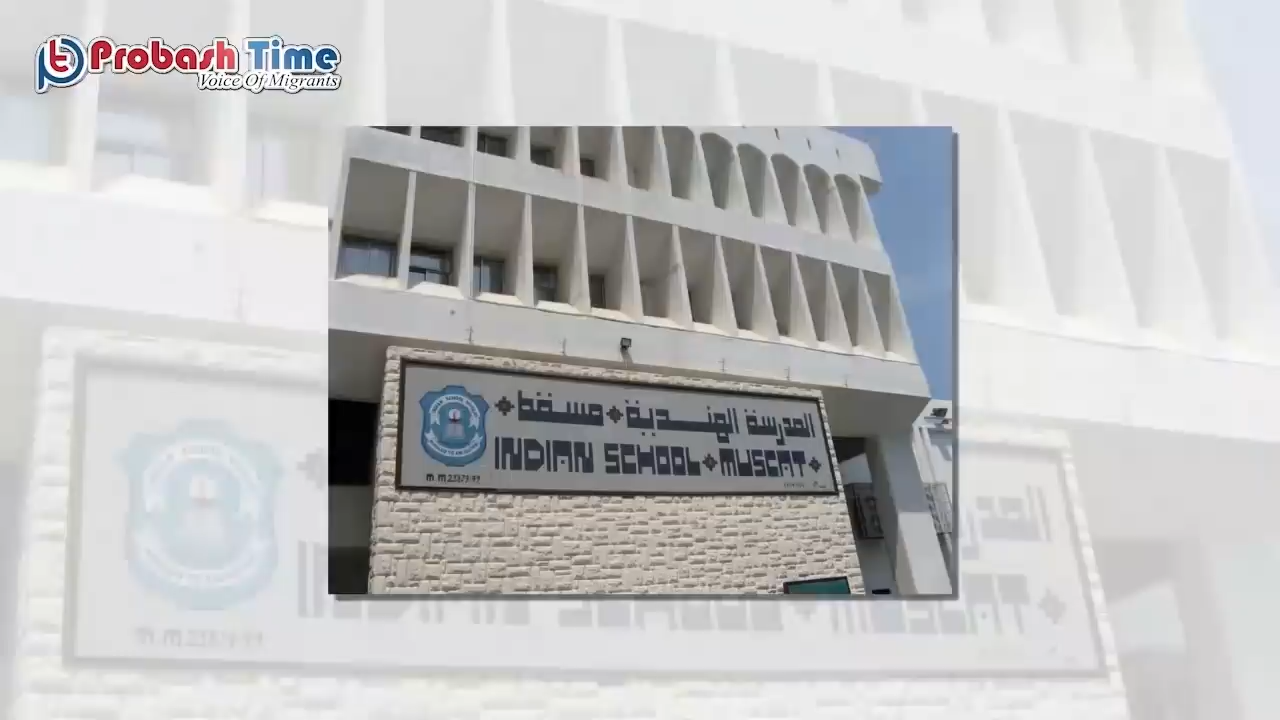 Probash Time
Voice Of Migrants
المدرسة الهندية مسقط
INDIAN SCHOOL MUSCAT